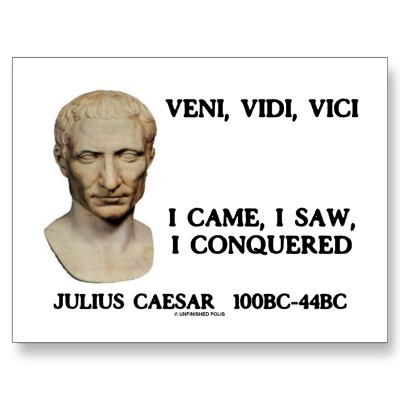 VENI, VIDI, VICI
I CAME, I SAW,
I CONQUERED
JULIUS CAESAR 100BC-44BC
© UNFINISHED POLIS